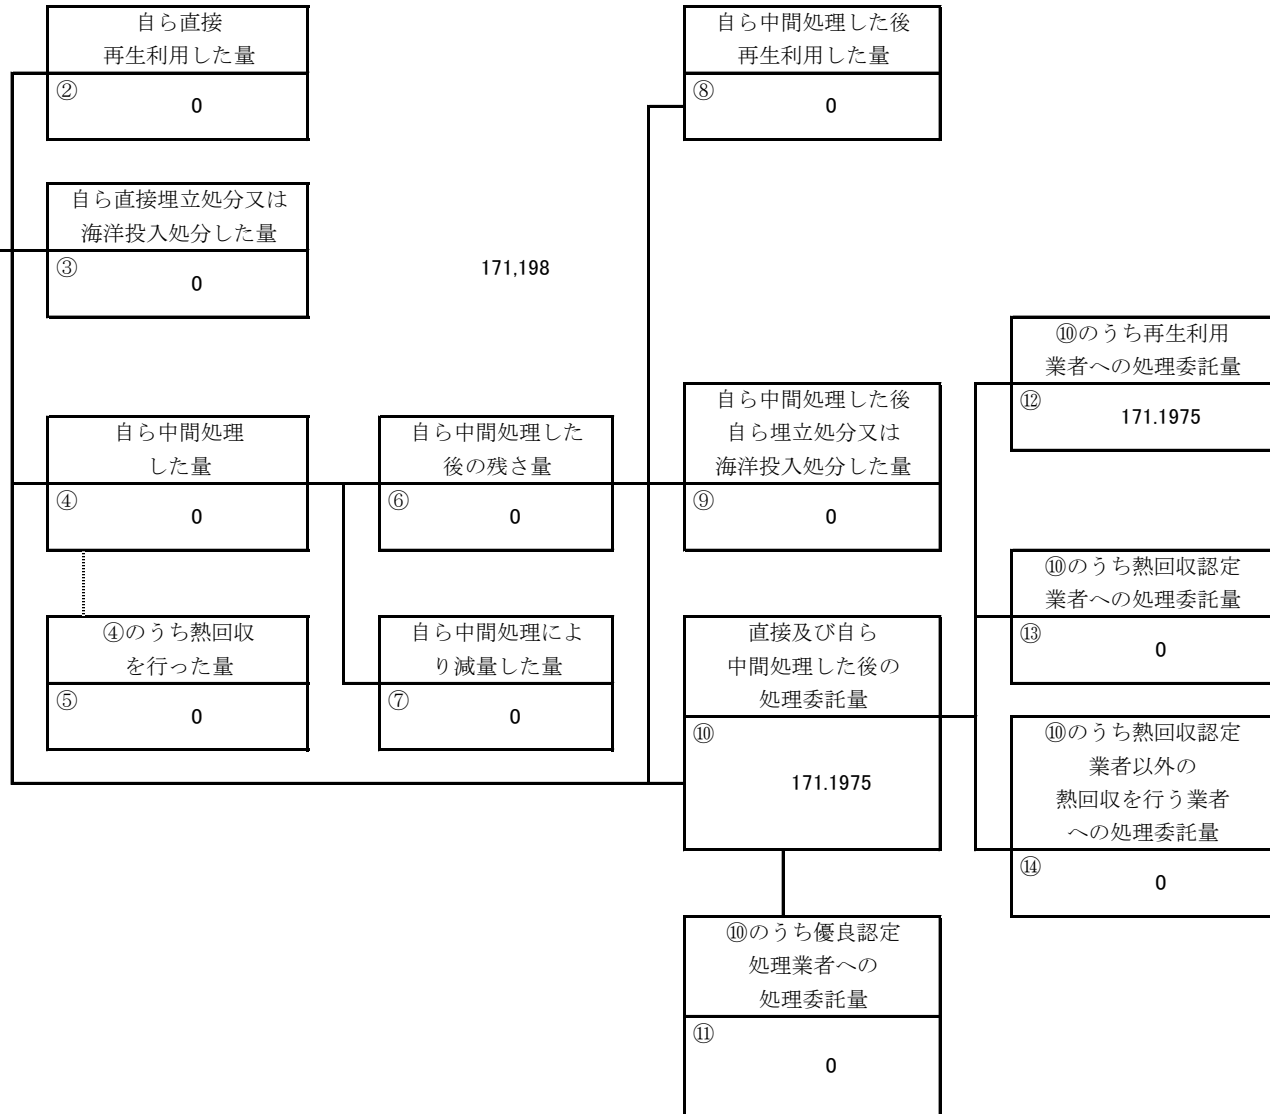 自ら直接
再生利用した量
②
0
自ら中間処理した後
再生利用した量
⑧
0
自ら直接埋立処分又は
海洋投入処分した量
③
0
171,198
⑩のうち再生利用
業者への処理委託量
⑫
171.1975
自ら中間処理
した量
④
0
自ら中間処理した
後の残さ量
⑥
0
自ら中間処理した後
自ら埋立処分又は
海洋投入処分した量
⑨
0
⑩のうち熱回収認定
業者への処理委託量
⑬
0
④のうち熱回収
を行った量
⑤
0
自ら中間処理によ
り減量した量
⑦
0
直接及び自ら
中間処理した後の
処理委託量
⑩
171.1975
⑩のうち熱回収認定
業者以外の
熱回収を行う業者
への処理委託量
⑭
0
⑩のうち優良認定
処理業者への
処理委託量
⑪
0